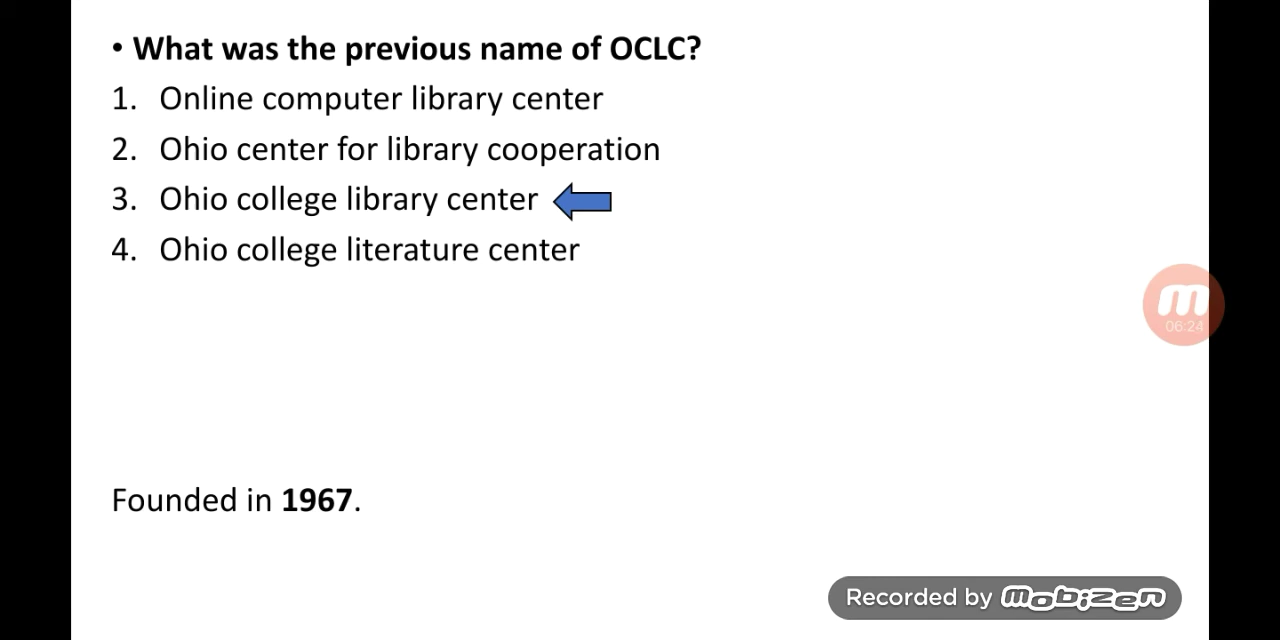 • What was the previous name of OCLC?
1. Online computer library center
2. Ohio center for library cooperation
3. Ohio college library center
4. Ohio college literature center
m
06:24
Founded in 1967.
Recorded by mobizen